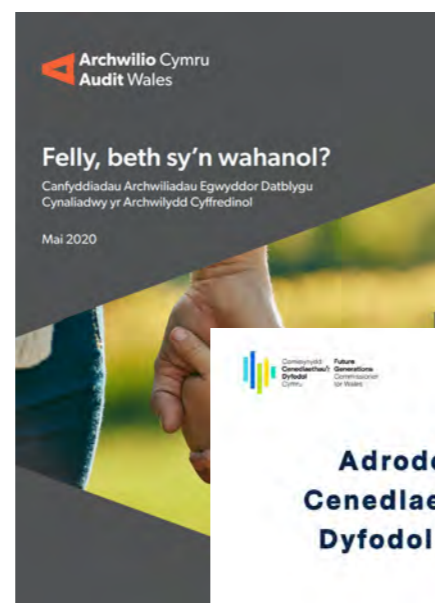 Archwilio Cymru
Audit Wales
Felly, beth sy'n wahanol?
Canfyddiadau Archwiliadau Egwyddor Datblygu
Cynaliadwy yr Archwilydd Cyffredinol
Mai 2020
Comisiynydd Cenedlaethau'r Dyfodol Cymru
Future Generations Commissioner for Wales
Adrodd
Cenedlae
Dyfodol